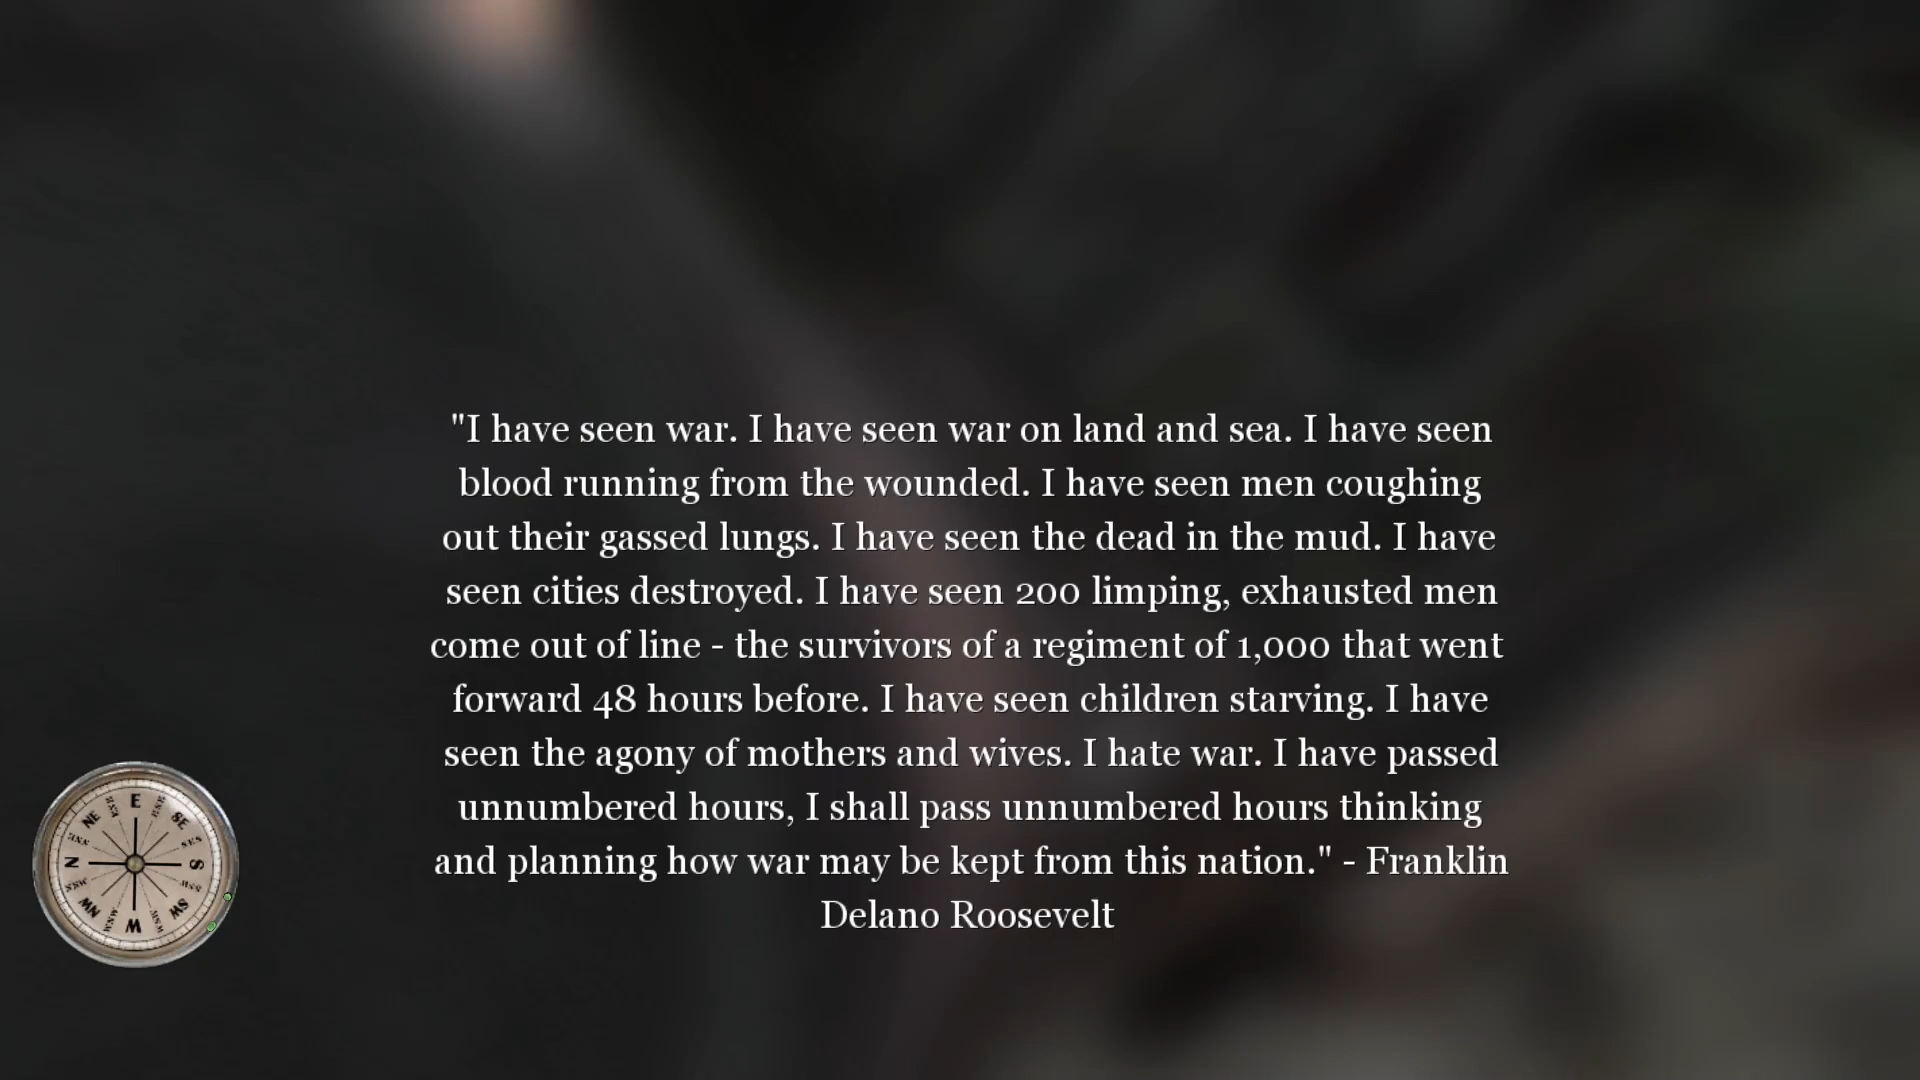 "I have seen war. I have seen war on land and sea. I have seen
blood running from the wounded. I have seen men coughing
out their gassed lungs. I have seen the dead in the mud. I have
seen cities destroyed. I have seen 200 limping, exhausted men
come out of line - the survivors of a regiment of 1,000 that went
forward 48 hours before. I have seen children starving. I have
seen the agony of mothers and wives. I hate war. I have passed
unnumbered hours, I shall pass unnumbered hours thinking
and planning how war may be kept from this nation." - Franklin
Delano Roosevelt
E
NE
SE
N
S
NW
SW
W